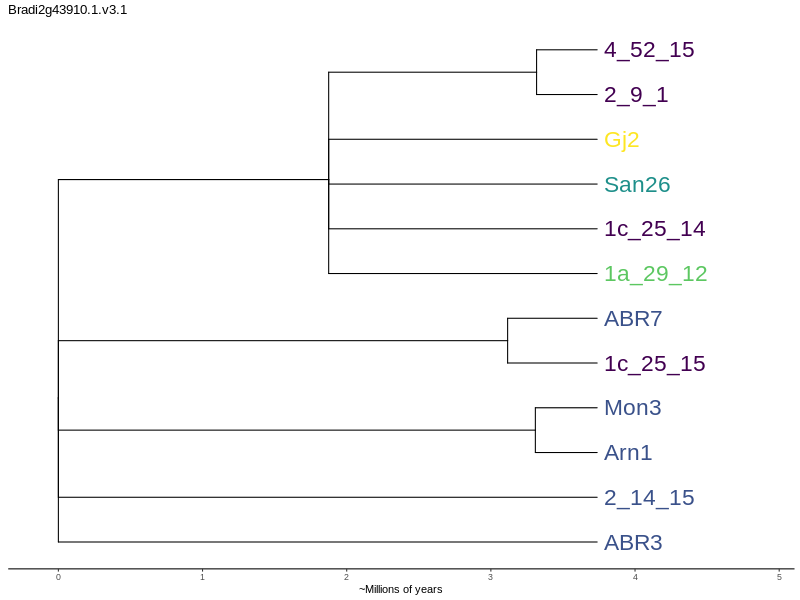 Bradi2g43910.1.v3.1
4_52_15
2_9_1
Gj2
San26
1c_25_14
1a_29_12
ABR7
1c_25_15
Mon3
Arn1
2_14_15
ABR3
0 1 2 3 4 5
~Millions of years